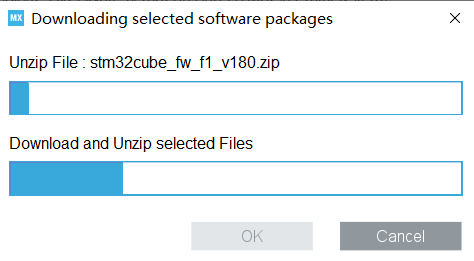 MX Downloading selected software packages
Unzip File : stm32cube_fw_f1_v180.zip
Download and Unzip selected Files
OK Cancel